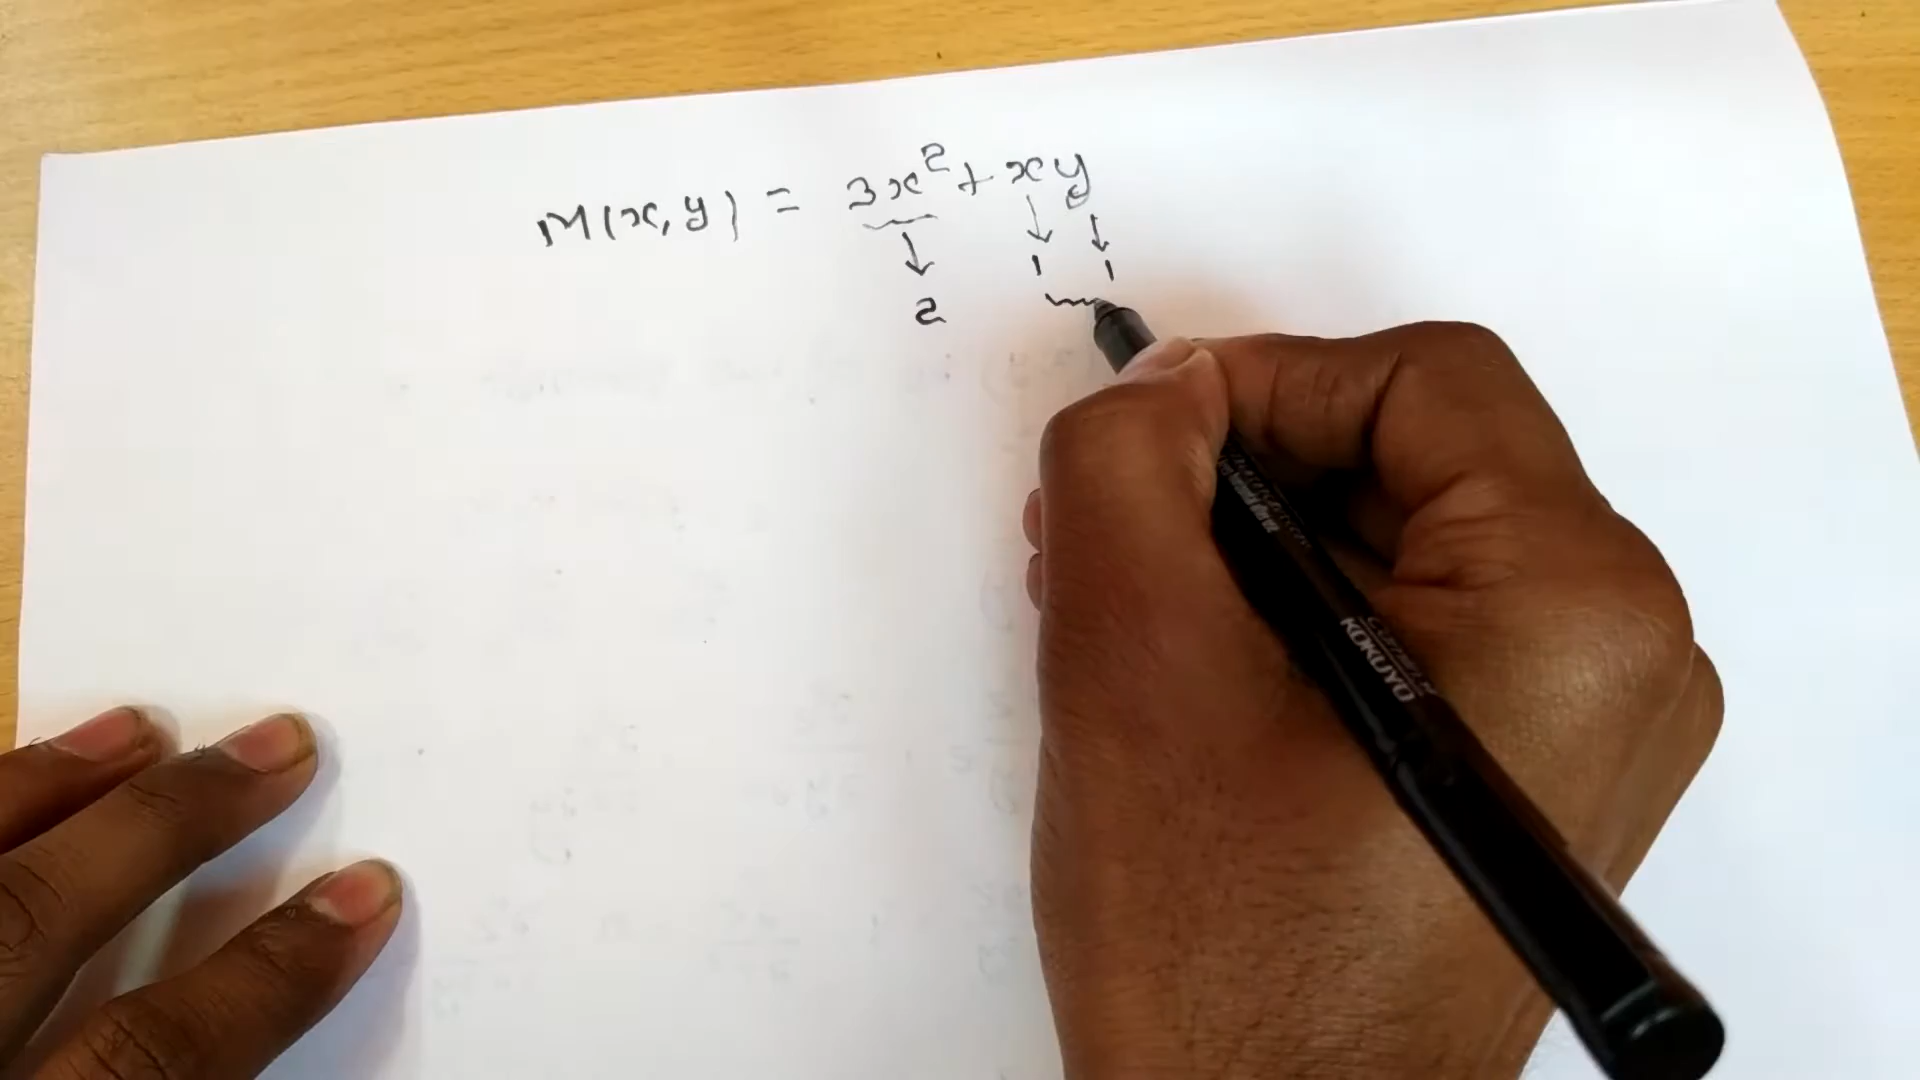 M(x,y) = 3x² + xy
↓ ↓ ↓
1 1
2
KOKUYO